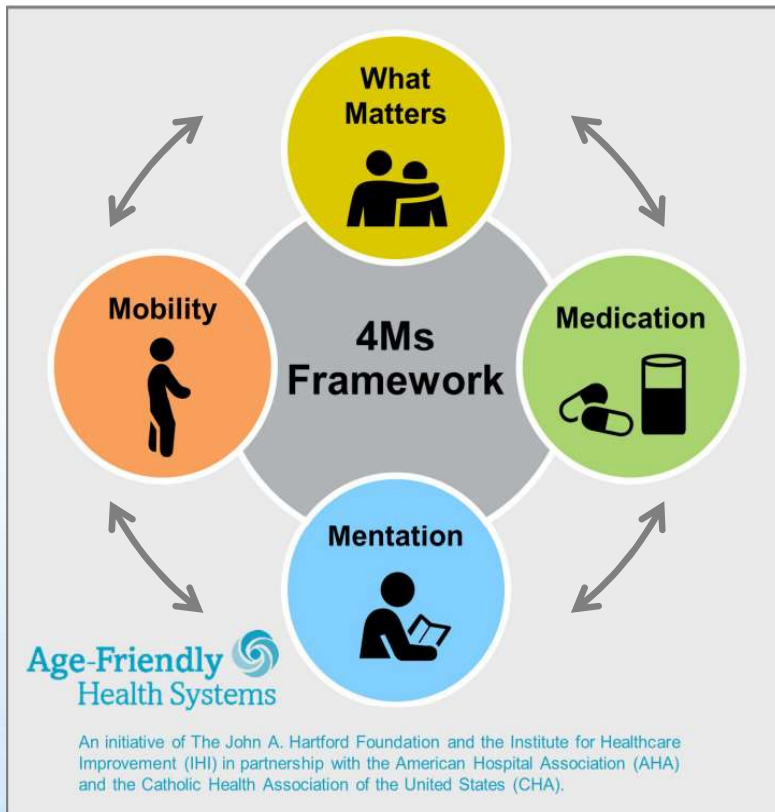 What
Matters
Mobility
4Ms
Framework
Medication
Mentation
Age-Friendly
Health Systems
An initiative of The John A. Hartford Foundation and the Institute for Healthcare
Improvement (IHI) in partnership with the American Hospital Association (AHA)
and the Catholic Health Association of the United States (CHA).